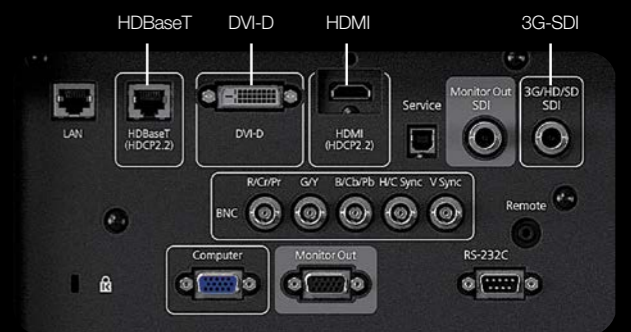 HDBaseT DVI-D HDMI 3G-SDI
LAN
HDBaseT
(HDCP2.2)
DVI-D
HDMI
(HDCP2.2)
Service
Monitor Out
SDI
3G/HD/SD
SDI
R/Cr/Pr G/Y B/Cb/Pb H/C Sync V Sync
BNC
Remote
Computer
Monitor Out
RS-232C
K